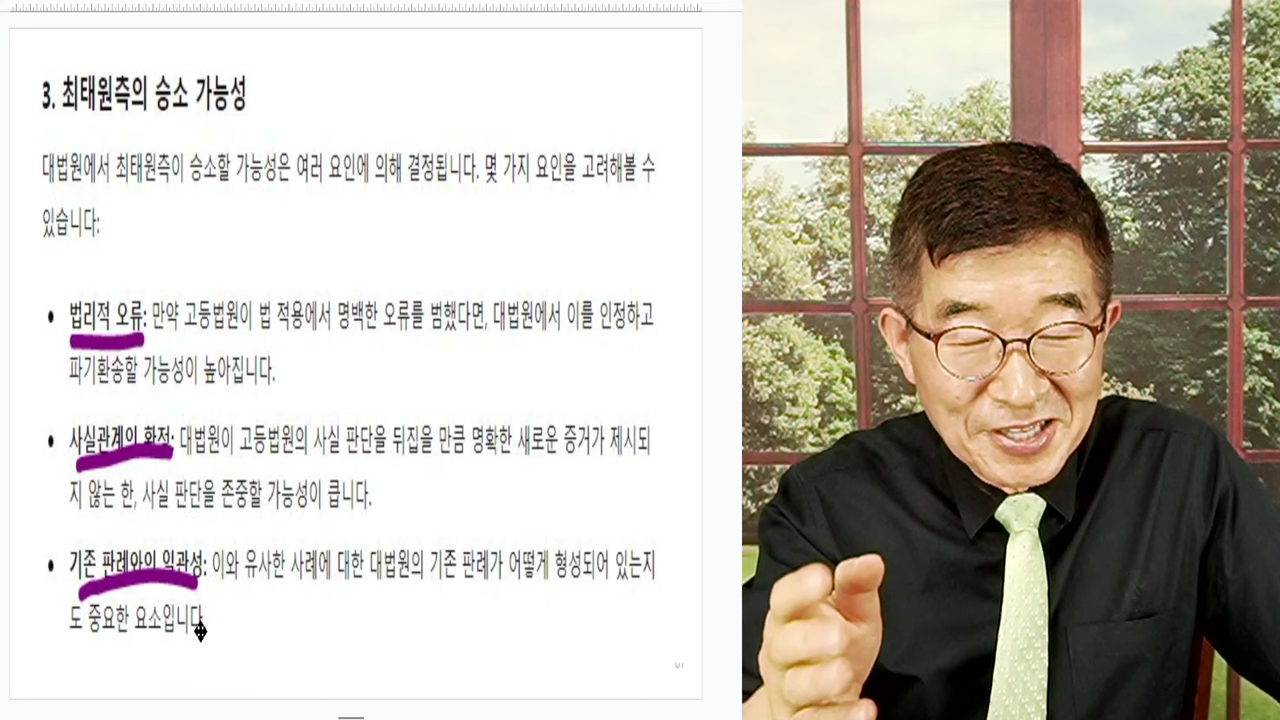 3. 최태원측의 승소 가능성
대법원에서 최태원측이 승소할 가능성은 여러 요인에 의해 결정됩니다. 몇 가지 요인을 고려해볼 수
있습니다:
• 법리적 오류: 만약 고등법원이 법 적용에서 명백한 오류를 범했다면, 대법원에서 이를 인정하고
파기환송할 가능성이 높아집니다.
• 사실관계의 확정: 대법원이 고등법원의 사실 판단을 뒤집을 만큼 명확한 새로운 증거가 제시되
지 않는 한, 사실 판단을 존중할 가능성이 큽니다.
• 기존 판례와의 일관성: 이와 유사한 사례에 대한 대법원의 기존 판례가 어떻게 형성되어 있는지
도 중요한 요소입니다.